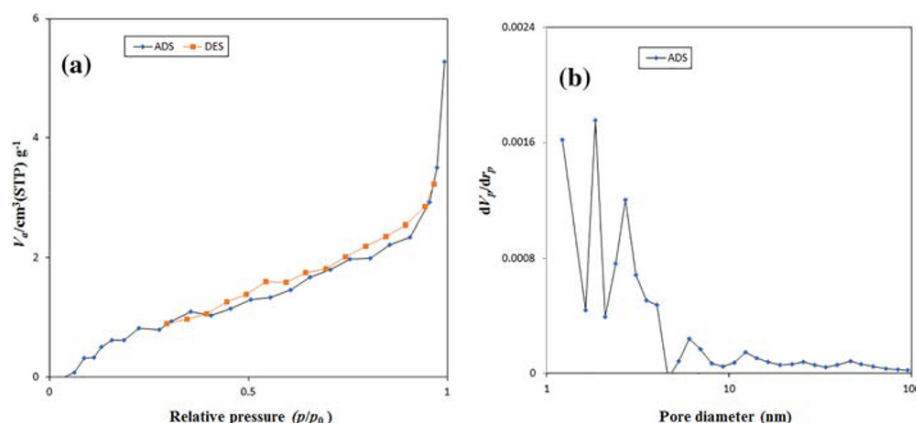 (a)
ADS DES
6
4
2
0
0 0.5 1
Va/cm³(STP) g⁻¹
Relative pressure (p/p₀ )
(b)
ADS
0.0024
0.0016
0.0008
0.0000
1 10 100
dVp/drp
Pore diameter (nm)